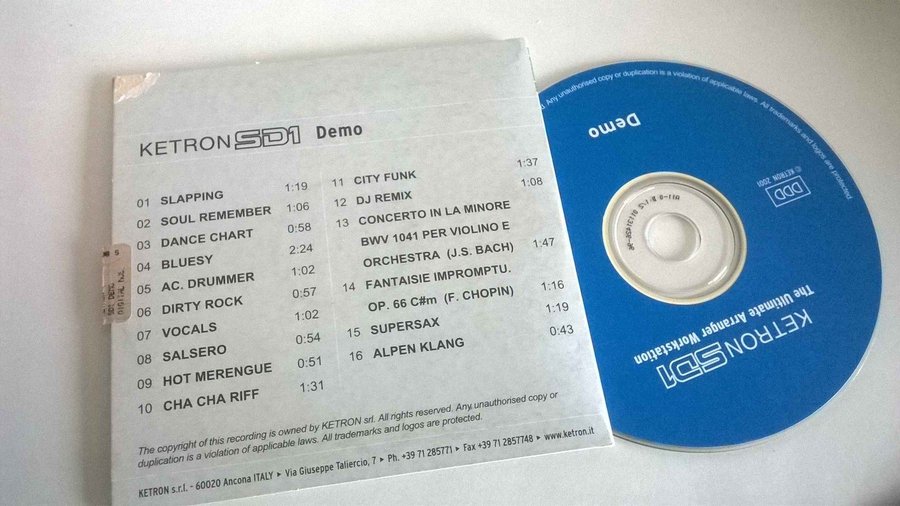 KETRON SD1 Demo
01 SLAPPING 1:19
02 SOUL REMEMBER 1:06
03 DANCE CHART 0:58
04 BLUESY 2:24
05 AC. DRUMMER 1:02
06 DIRTY ROCK 0:57
07 VOCALS 1:02
08 SALSERO 0:54
09 HOT MERENGUE 0:51
10 CHA CHA RIFF 1:31
11 CITY FUNK 1:37
12 DJ REMIX 1:08
13 CONCERTO IN LA MINORE
BWV 1041 PER VIOLINO E
ORCHESTRA (J.S. BACH) 1:47
14 FANTAISIE IMPROMPTU.
OP. 66 C#m (F. CHOPIN) 1:16
15 SUPERSAX 1:19
16 ALPEN KLANG 0:43
The copyright of this recording is owned by KETRON srl. All rights reserved. Any unauthorised copy or
duplication is a violation of applicable laws. All trademarks and logos are protected.
KETRON s.r.l. - 60020 Ancona ITALY ▸ Via Giuseppe Taliercio, 7 ▸ Ph. +39 71 285771 ▸ Fax +39 71 2857748 ▸ www.ketron.it
KETRON SD1
The Ultimate Arranger Workstation
DDD
© KETRON 2001
Demo
Any unauthorised copy or duplication is a violation of applicable laws. All trademarks and logos are protected.